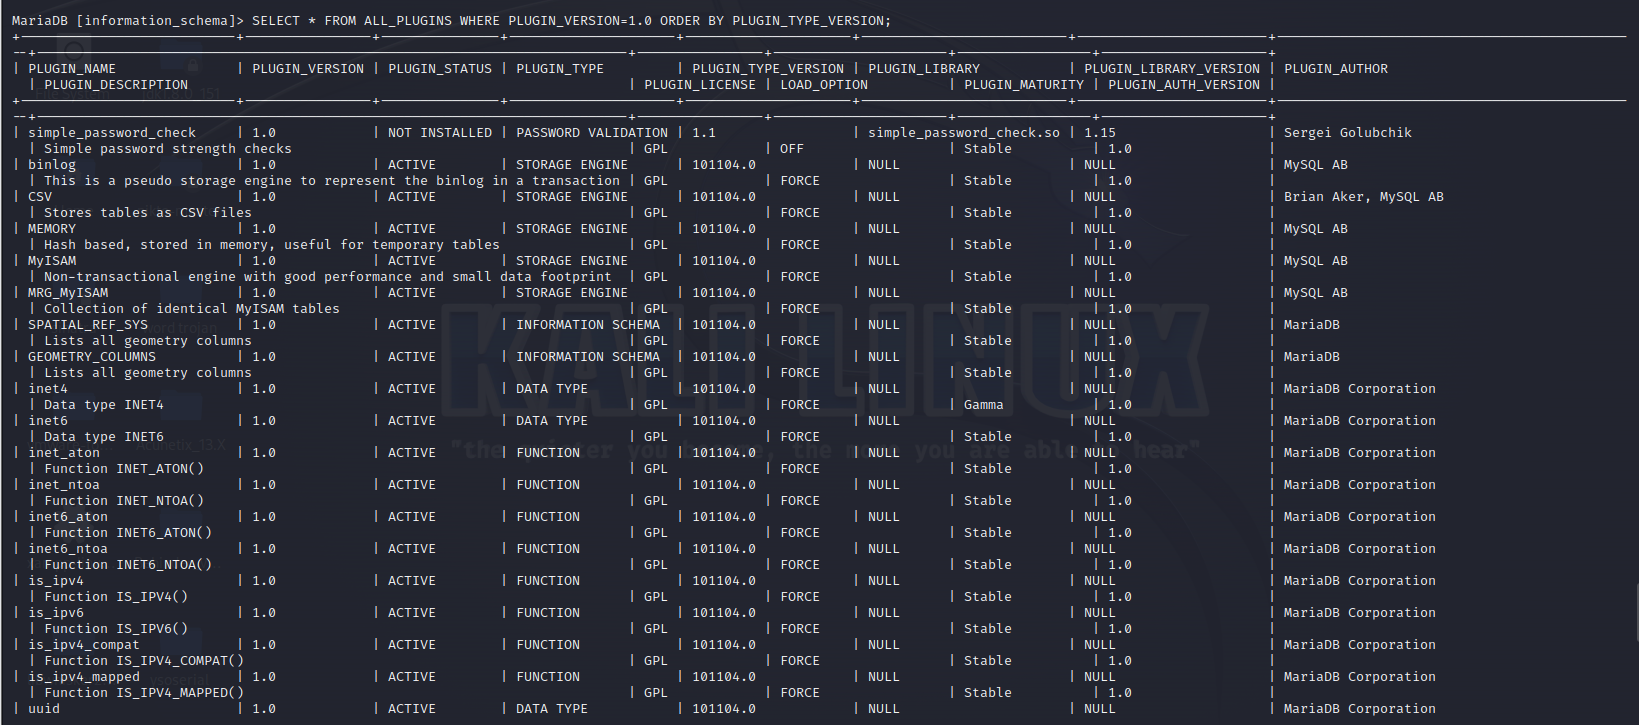 MariaDB [information_schema]> SELECT * FROM ALL_PLUGINS WHERE PLUGIN_VERSION=1.0 ORDER BY PLUGIN_TYPE_VERSION;
| PLUGIN_NAME | PLUGIN_VERSION | PLUGIN_STATUS | PLUGIN_TYPE | PLUGIN_TYPE_VERSION | PLUGIN_LIBRARY | PLUGIN_LIBRARY_VERSION | PLUGIN_AUTHOR
| PLUGIN_DESCRIPTION | PLUGIN_LICENSE | LOAD_OPTION | PLUGIN_MATURITY | PLUGIN_AUTH_VERSION |
| simple_password_check | 1.0 | NOT INSTALLED | PASSWORD VALIDATION | 1.1 | simple_password_check.so | 1.15 | Sergei Golubchik
| Simple password strength checks | GPL | OFF | Stable | 1.0 |
| binlog | 1.0 | ACTIVE | STORAGE ENGINE | 101104.0 | NULL | NULL | MySQL AB
| This is a pseudo storage engine to represent the binlog in a transaction | GPL | FORCE | Stable | 1.0 |
| CSV | 1.0 | ACTIVE | STORAGE ENGINE | 101104.0 | NULL | NULL | Brian Aker, MySQL AB
| Stores tables as CSV files | GPL | FORCE | Stable | 1.0 |
| MEMORY | 1.0 | ACTIVE | STORAGE ENGINE | 101104.0 | NULL | NULL | MySQL AB
| Hash based, stored in memory, useful for temporary tables | GPL | FORCE | Stable | 1.0 |
| MyISAM | 1.0 | ACTIVE | STORAGE ENGINE | 101104.0 | NULL | NULL | MySQL AB
| Non-transactional engine with good performance and small data footprint | GPL | FORCE | Stable | 1.0 |
| MRG_MyISAM | 1.0 | ACTIVE | STORAGE ENGINE | 101104.0 | NULL | NULL | MySQL AB
| Collection of identical MyISAM tables | GPL | FORCE | Stable | 1.0 |
| SPATIAL_REF_SYS | 1.0 | ACTIVE | INFORMATION SCHEMA | 101104.0 | NULL | NULL | MariaDB
| Lists all geometry columns | GPL | FORCE | Stable | 1.0 |
| GEOMETRY_COLUMNS | 1.0 | ACTIVE | INFORMATION SCHEMA | 101104.0 | NULL | NULL | MariaDB
| Lists all geometry columns | GPL | FORCE | Stable | 1.0 |
| inet4 | 1.0 | ACTIVE | DATA TYPE | 101104.0 | NULL | NULL | MariaDB Corporation
| Data type INET4 | GPL | FORCE | Gamma | 1.0 |
| inet6 | 1.0 | ACTIVE | DATA TYPE | 101104.0 | NULL | NULL | MariaDB Corporation
| Data type INET6 | GPL | FORCE | Stable | 1.0 |
| inet_aton | 1.0 | ACTIVE | FUNCTION | 101104.0 | NULL | NULL | MariaDB Corporation
| Function INET_ATON() | GPL | FORCE | Stable | 1.0 |
| inet_ntoa | 1.0 | ACTIVE | FUNCTION | 101104.0 | NULL | NULL | MariaDB Corporation
| Function INET_NTOA() | GPL | FORCE | Stable | 1.0 |
| inet6_aton | 1.0 | ACTIVE | FUNCTION | 101104.0 | NULL | NULL | MariaDB Corporation
| Function INET6_ATON() | GPL | FORCE | Stable | 1.0 |
| inet6_ntoa | 1.0 | ACTIVE | FUNCTION | 101104.0 | NULL | NULL | MariaDB Corporation
| Function INET6_NTOA() | GPL | FORCE | Stable | 1.0 |
| is_ipv4 | 1.0 | ACTIVE | FUNCTION | 101104.0 | NULL | NULL | MariaDB Corporation
| Function IS_IPV4() | GPL | FORCE | Stable | 1.0 |
| is_ipv6 | 1.0 | ACTIVE | FUNCTION | 101104.0 | NULL | NULL | MariaDB Corporation
| Function IS_IPV6() | GPL | FORCE | Stable | 1.0 |
| is_ipv4_compat | 1.0 | ACTIVE | FUNCTION | 101104.0 | NULL | NULL | MariaDB Corporation
| Function IS_IPV4_COMPAT() | GPL | FORCE | Stable | 1.0 |
| is_ipv4_mapped | 1.0 | ACTIVE | FUNCTION | 101104.0 | NULL | NULL | MariaDB Corporation
| Function IS_IPV4_MAPPED() | GPL | FORCE | Stable | 1.0 |
| uuid | 1.0 | ACTIVE | DATA TYPE | 101104.0 | NULL | NULL | MariaDB Corporation
KALI LINUX